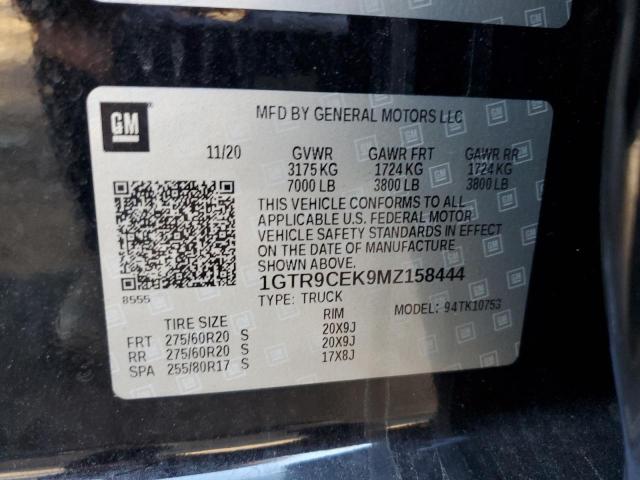 GM
MFD BY GENERAL MOTORS LLC
11/20 GVWR GAWR FRT GAWR RR
3175 KG 1724 KG 1724 KG
7000 LB 3800 LB 3800 LB
THIS VEHICLE CONFORMS TO ALL
APPLICABLE U.S. FEDERAL MOTOR
VEHICLE SAFETY STANDARDS IN EFFECT
ON THE DATE OF MANUFACTURE
SHOWN ABOVE.
1GTR9CEK9MZ158444
8555
TYPE: TRUCK
MODEL: 94TK10753
TIRE SIZE RIM
FRT 275/60R20 S 20X9J
RR 275/60R20 S 20X9J
SPA 255/80R17 S 17X8J